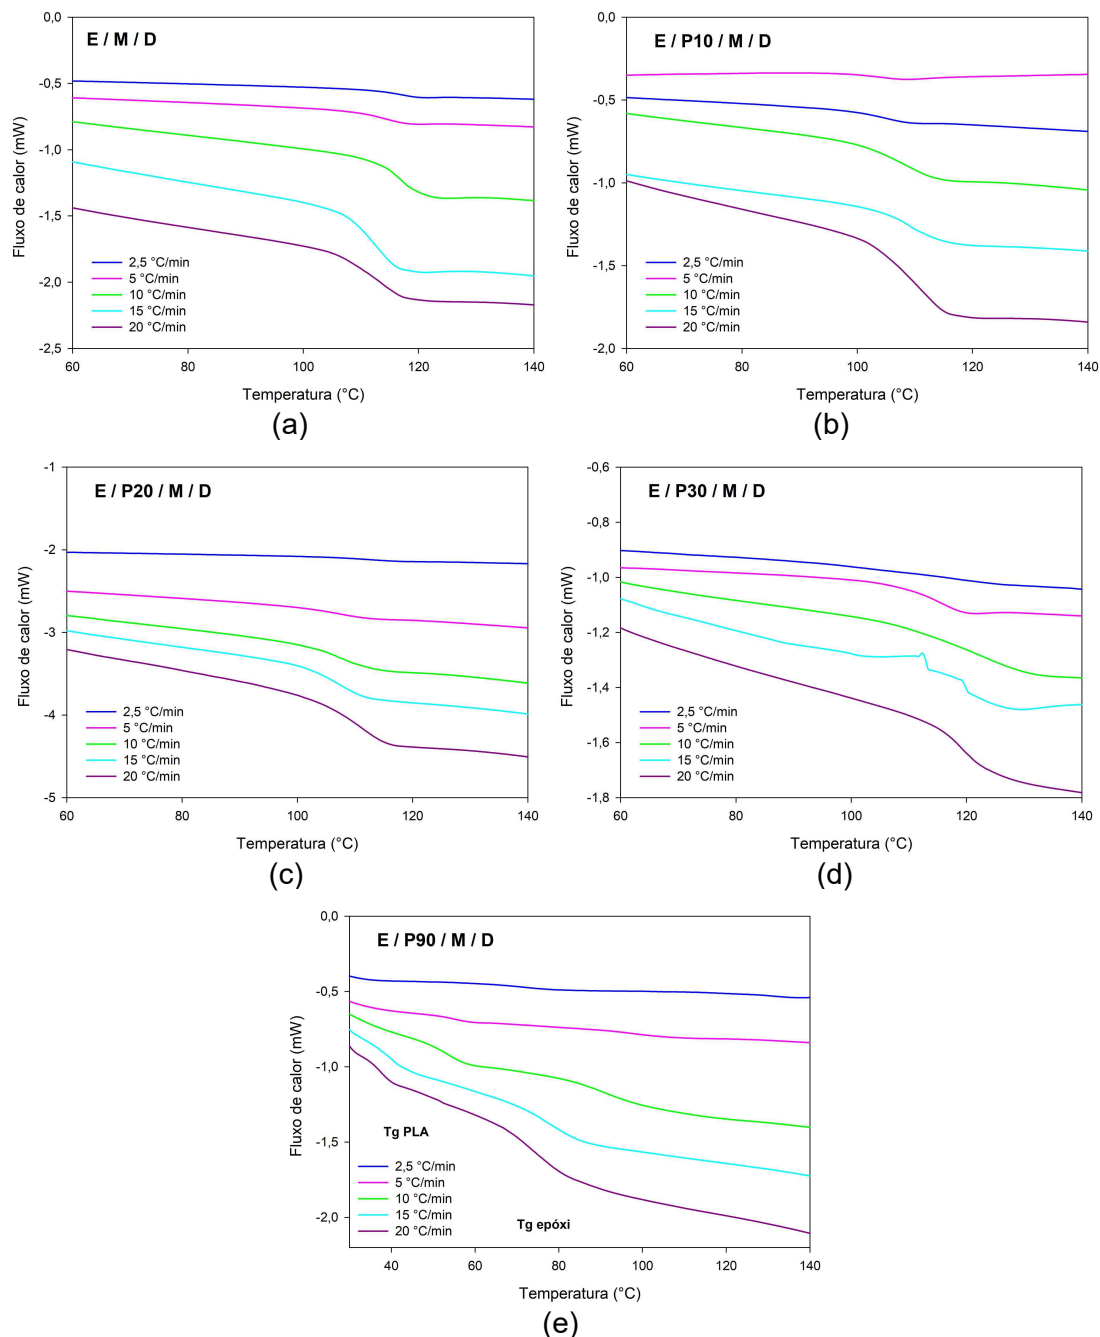 E / M / D
0,0
-0,5
-1,0
-1,5
-2,0
-2,5
Fluxo de calor (mW)
2,5 °C/min
5 °C/min
10 °C/min
15 °C/min
20 °C/min
60 80 100 120 140
Temperatura (°C)
(a)
E / P10 / M / D
0,0
-0,5
-1,0
-1,5
-2,0
Fluxo de calor (mW)
2,5 °C/min
5 °C/min
10 °C/min
15 °C/min
20 °C/min
60 80 100 120 140
Temperatura (°C)
(b)
E / P20 / M / D
-1
-2
-3
-4
-5
Fluxo de calor (mW)
2,5 °C/min
5 °C/min
10 °C/min
15 °C/min
20 °C/min
60 80 100 120 140
Temperatura (°C)
(c)
E / P30 / M / D
-0,6
-0,8
-1,0
-1,2
-1,4
-1,6
-1,8
Fluxo de calor (mW)
2,5 °C/min
5 °C/min
10 °C/min
15 °C/min
20 °C/min
60 80 100 120 140
Temperatura (°C)
(d)
E / P90 / M / D
0,0
-0,5
-1,0
-1,5
-2,0
Fluxo de calor (mW)
Tg PLA
2,5 °C/min
5 °C/min
10 °C/min
15 °C/min
20 °C/min
Tg epóxi
40 60 80 100 120 140
Temperatura (°C)
(e)